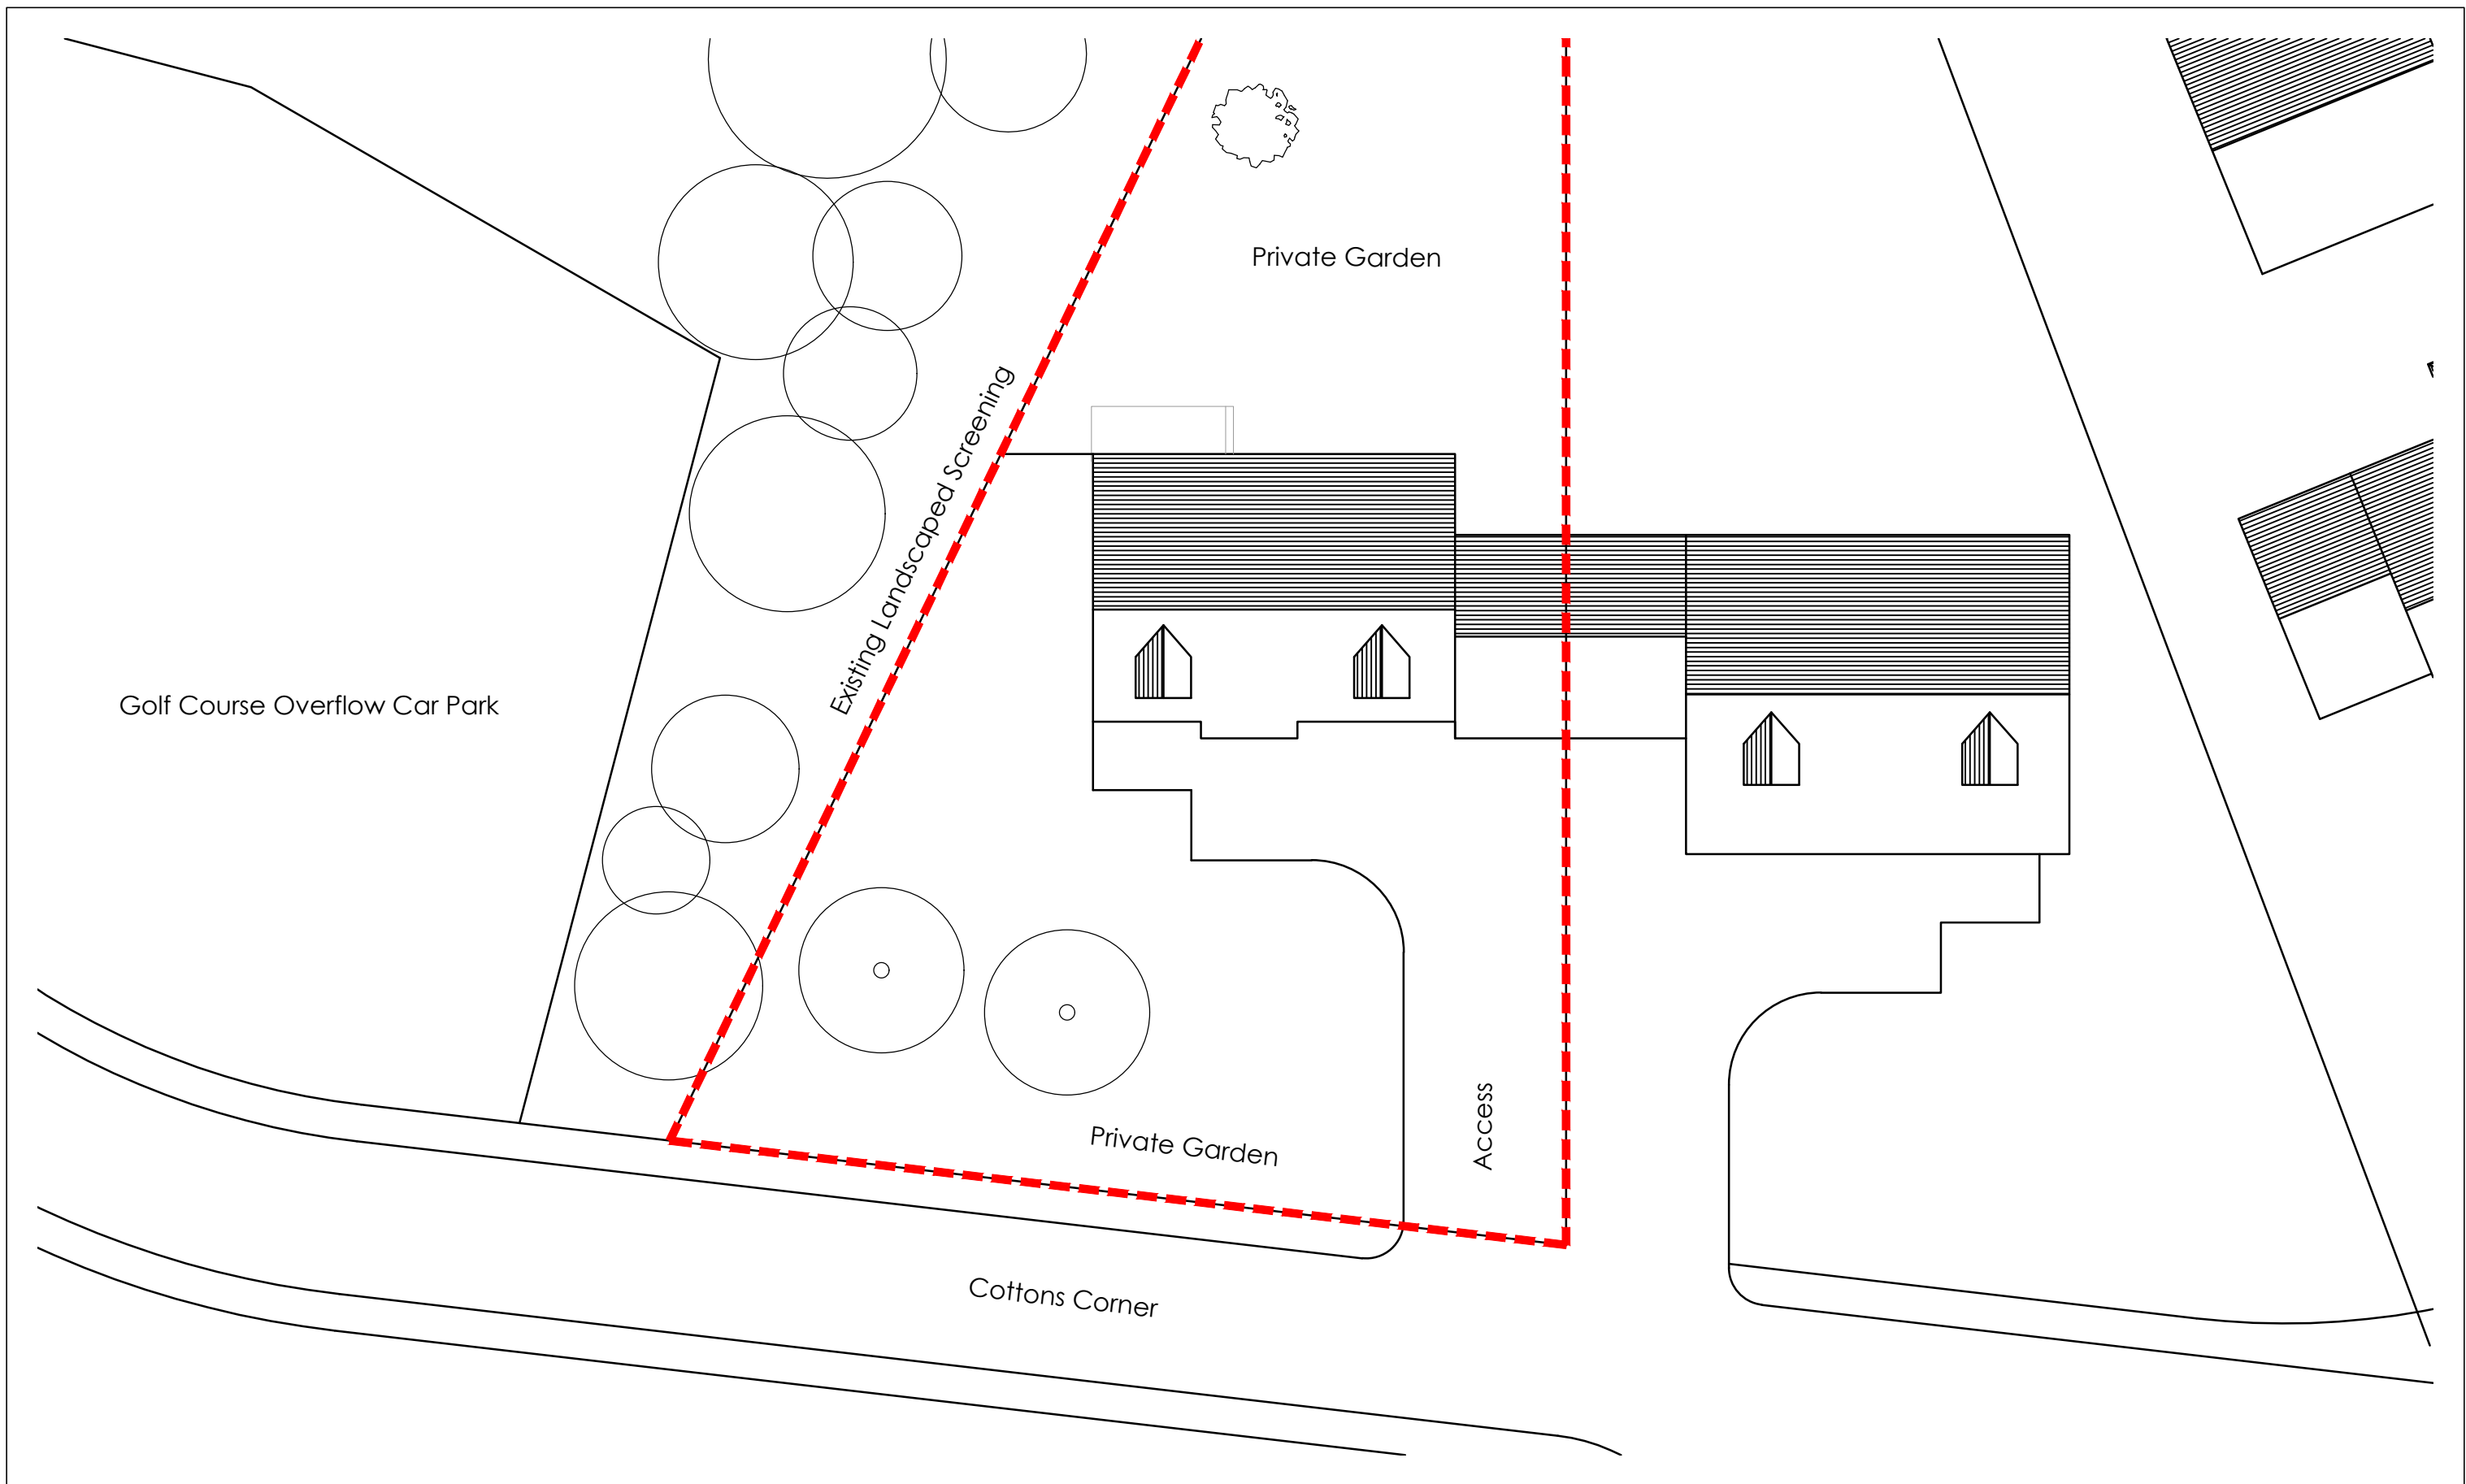 Private Garden
Existing Landscaped Screening
Golf Course Overflow Car Park
Access
Private Garden
Cottons Corner